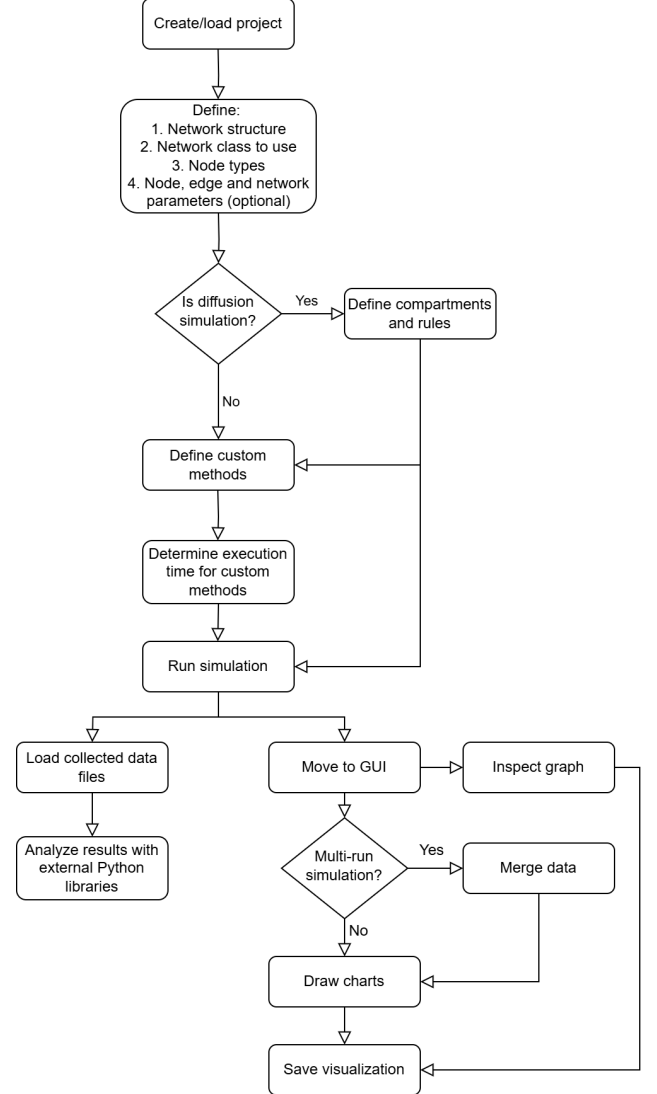 Create/load project
Define:
1. Network structure
2. Network class to use
3. Node types
4. Node, edge and network
parameters (optional)
Is diffusion
simulation?
Yes
Define compartments
and rules
No
Define custom
methods
Determine execution
time for custom
methods
Run simulation
Load collected data
files
Move to GUI
Inspect graph
Analyze results with
external Python
libraries
Multi-run
simulation?
Yes
Merge data
No
Draw charts
Save visualization